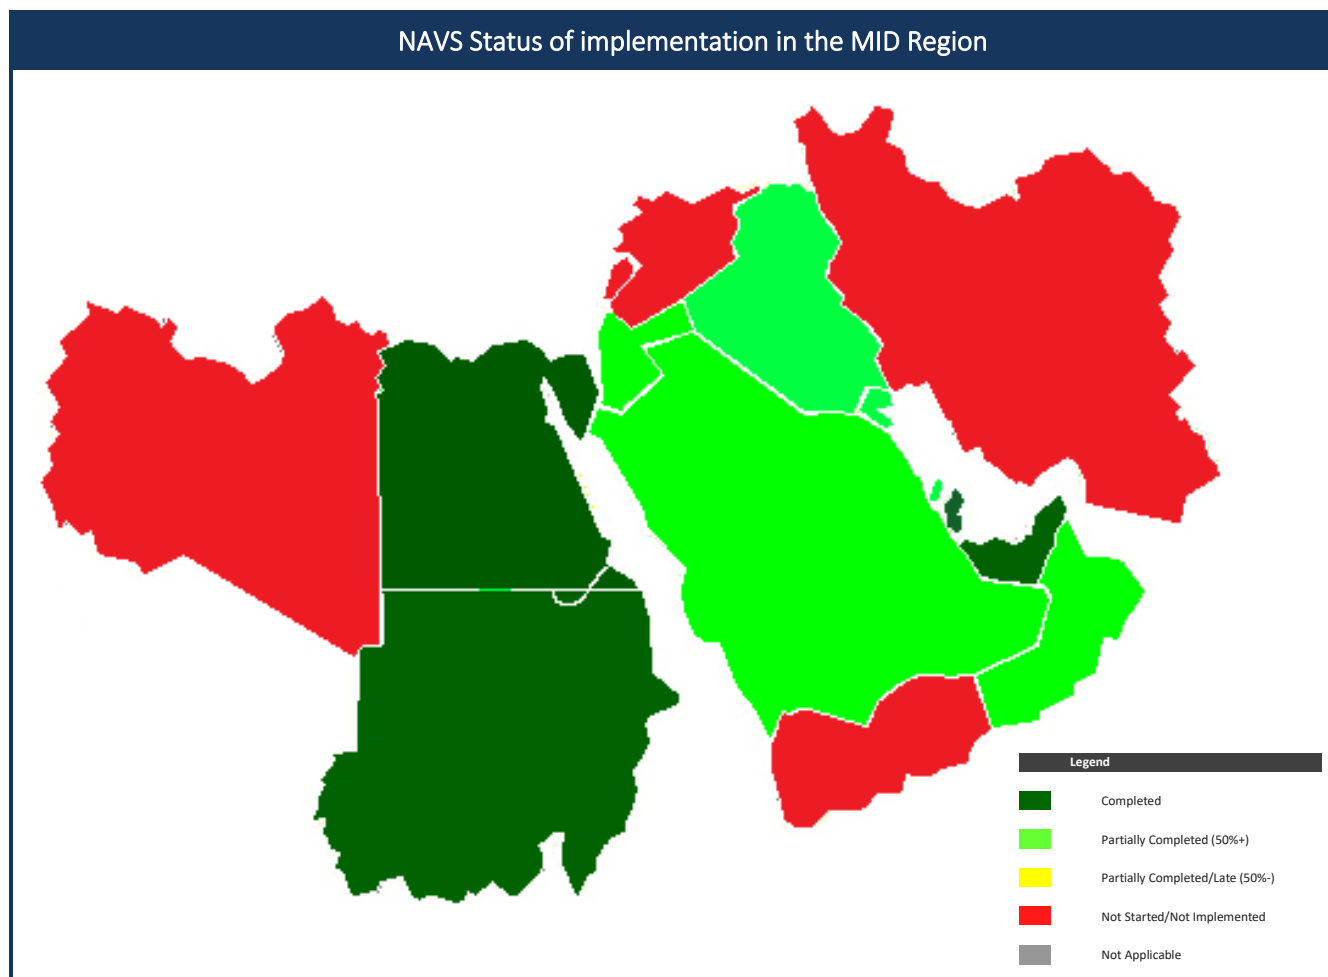 NAVS Status of implementation in the MID Region
Legend
Completed
Partially Completed (50%+)
Partially Completed/Late (50%-)
Not Started/Not Implemented
Not Applicable